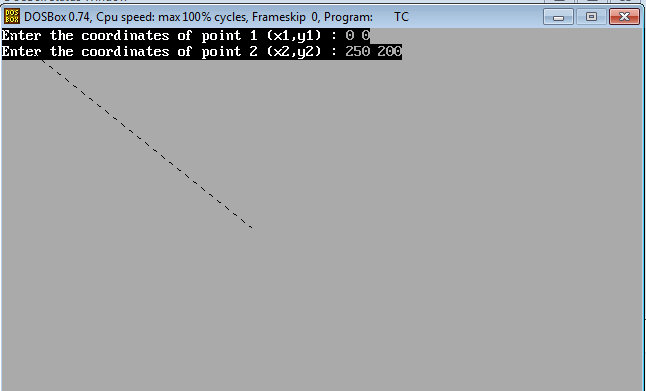 DOSBox 0.74, Cpu speed: max 100% cycles, Frameskip 0, Program: TC
Enter the coordinates of point 1 (x1,y1) : 0 0
Enter the coordinates of point 2 (x2,y2) : 250 200